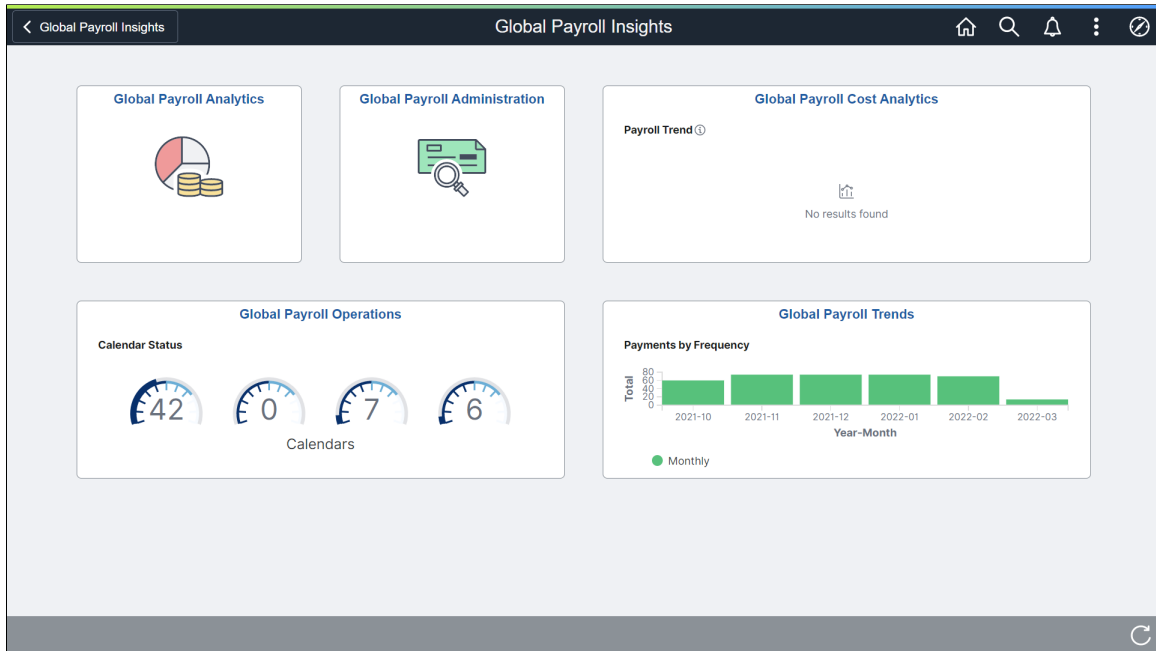 Global Payroll Insights
Global Payroll Insights
Global Payroll Analytics
Global Payroll Administration
Global Payroll Cost Analytics
Payroll Trend
No results found
Global Payroll Operations
Calendar Status
42 0 7 6
Calendars
Global Payroll Trends
Payments by Frequency
Total
80
60
40
20
0
2021-10 2021-11 2021-12 2022-01 2022-02 2022-03
Year-Month
Monthly